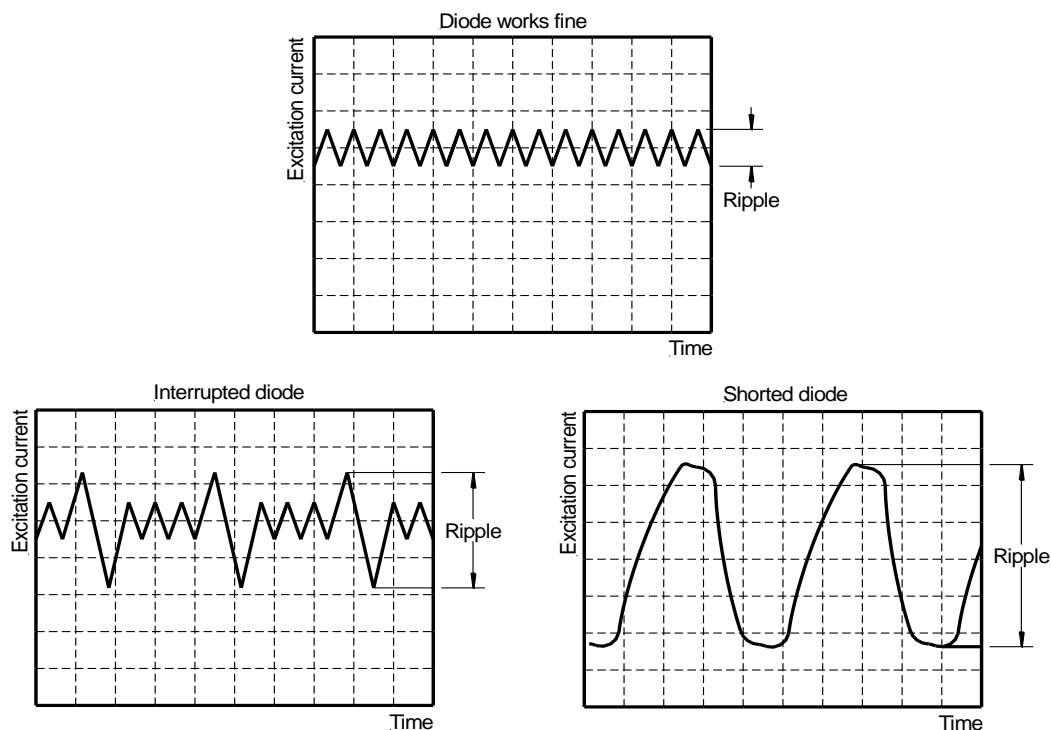 Diode works fine
Excitation current
Ripple
Time
Interrupted diode
Excitation current
Ripple
Time
Shorted diode
Excitation current
Ripple
Time